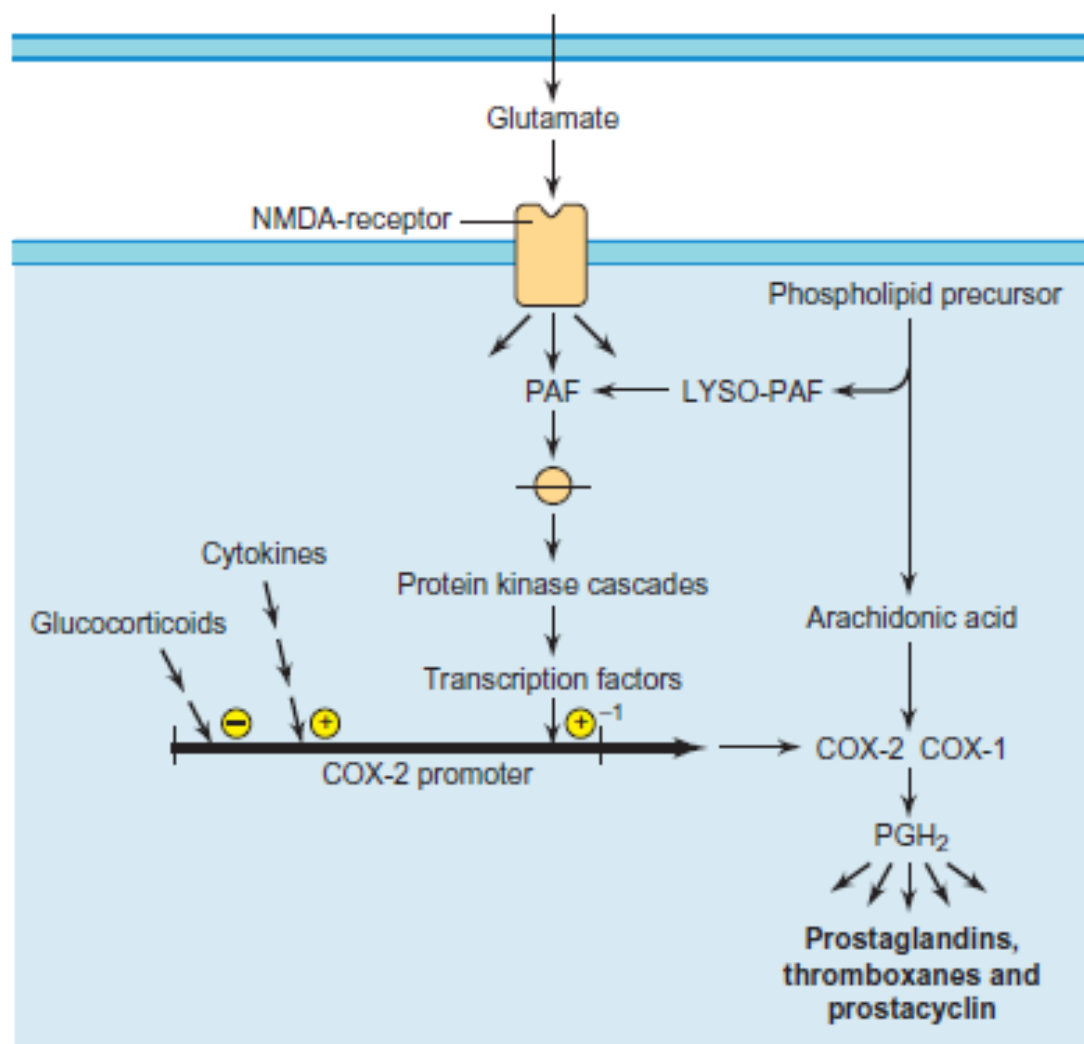 Glutamate
NMDA-receptor
Phospholipid precursor
PAF
LYSO-PAF
Cytokines
Protein kinase cascades
Glucocorticoids
Arachidonic acid
Transcription factors
− + + −1
COX-2 promoter
COX-2 COX-1
PGH₂
Prostaglandins,
thromboxanes and
prostacyclin